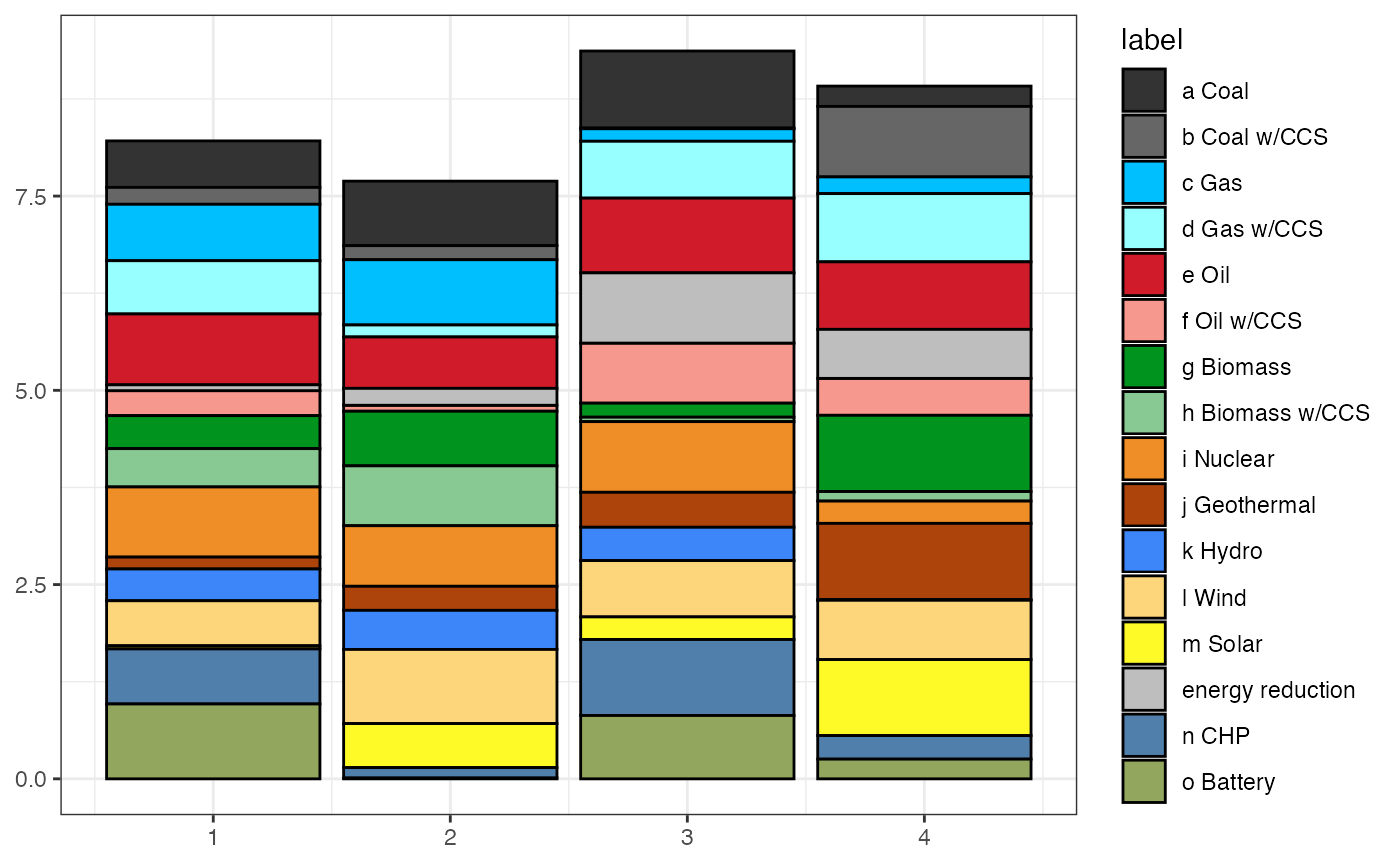 label
a Coal
b Coal w/CCS
c Gas
d Gas w/CCS
e Oil
f Oil w/CCS
g Biomass
h Biomass w/CCS
i Nuclear
j Geothermal
k Hydro
l Wind
m Solar
energy reduction
n CHP
o Battery
7.5
5.0
2.5
0.0
1 2 3 4